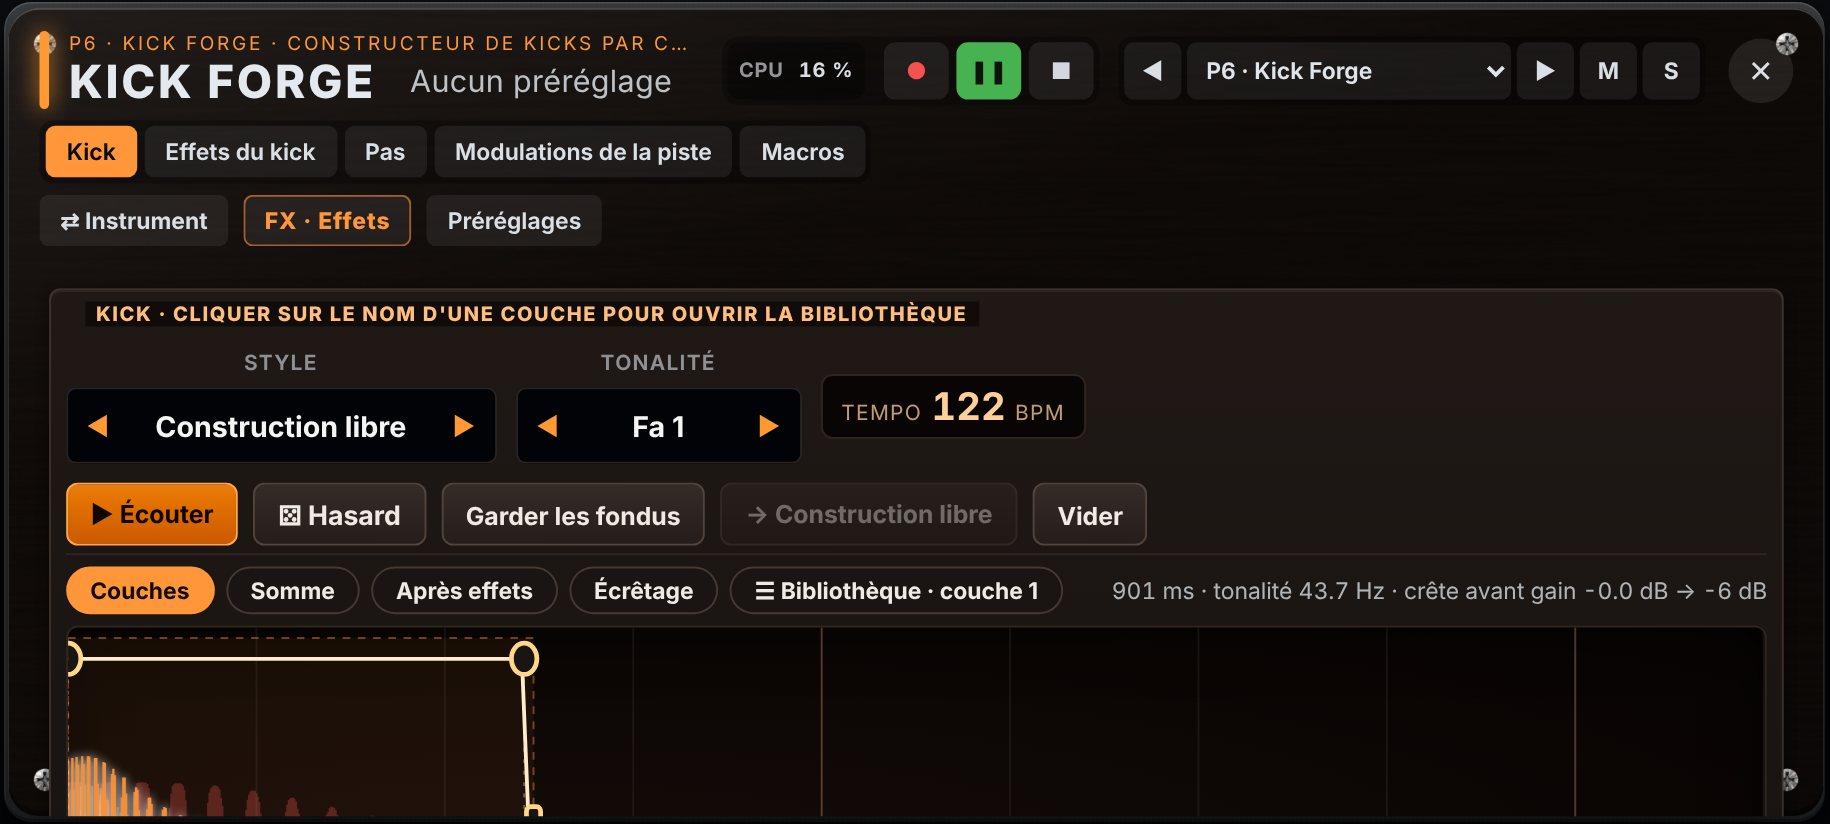 P6 · KICK FORGE · CONSTRUCTEUR DE KICKS PAR C...
KICK FORGE Aucun préréglage
CPU 16 %
P6 · Kick Forge
M
S
Kick
Effets du kick
Pas
Modulations de la piste
Macros
⇄ Instrument
FX · Effets
Préréglages
KICK · CLIQUER SUR LE NOM D'UNE COUCHE POUR OUVRIR LA BIBLIOTHÈQUE
STYLE
TONALITÉ
Construction libre
Fa 1
TEMPO 122 BPM
Écouter
Hasard
Garder les fondus
→ Construction libre
Vider
Couches
Somme
Après effets
Écrêtage
☰ Bibliothèque · couche 1
901 ms · tonalité 43.7 Hz · crête avant gain -0.0 dB → -6 dB